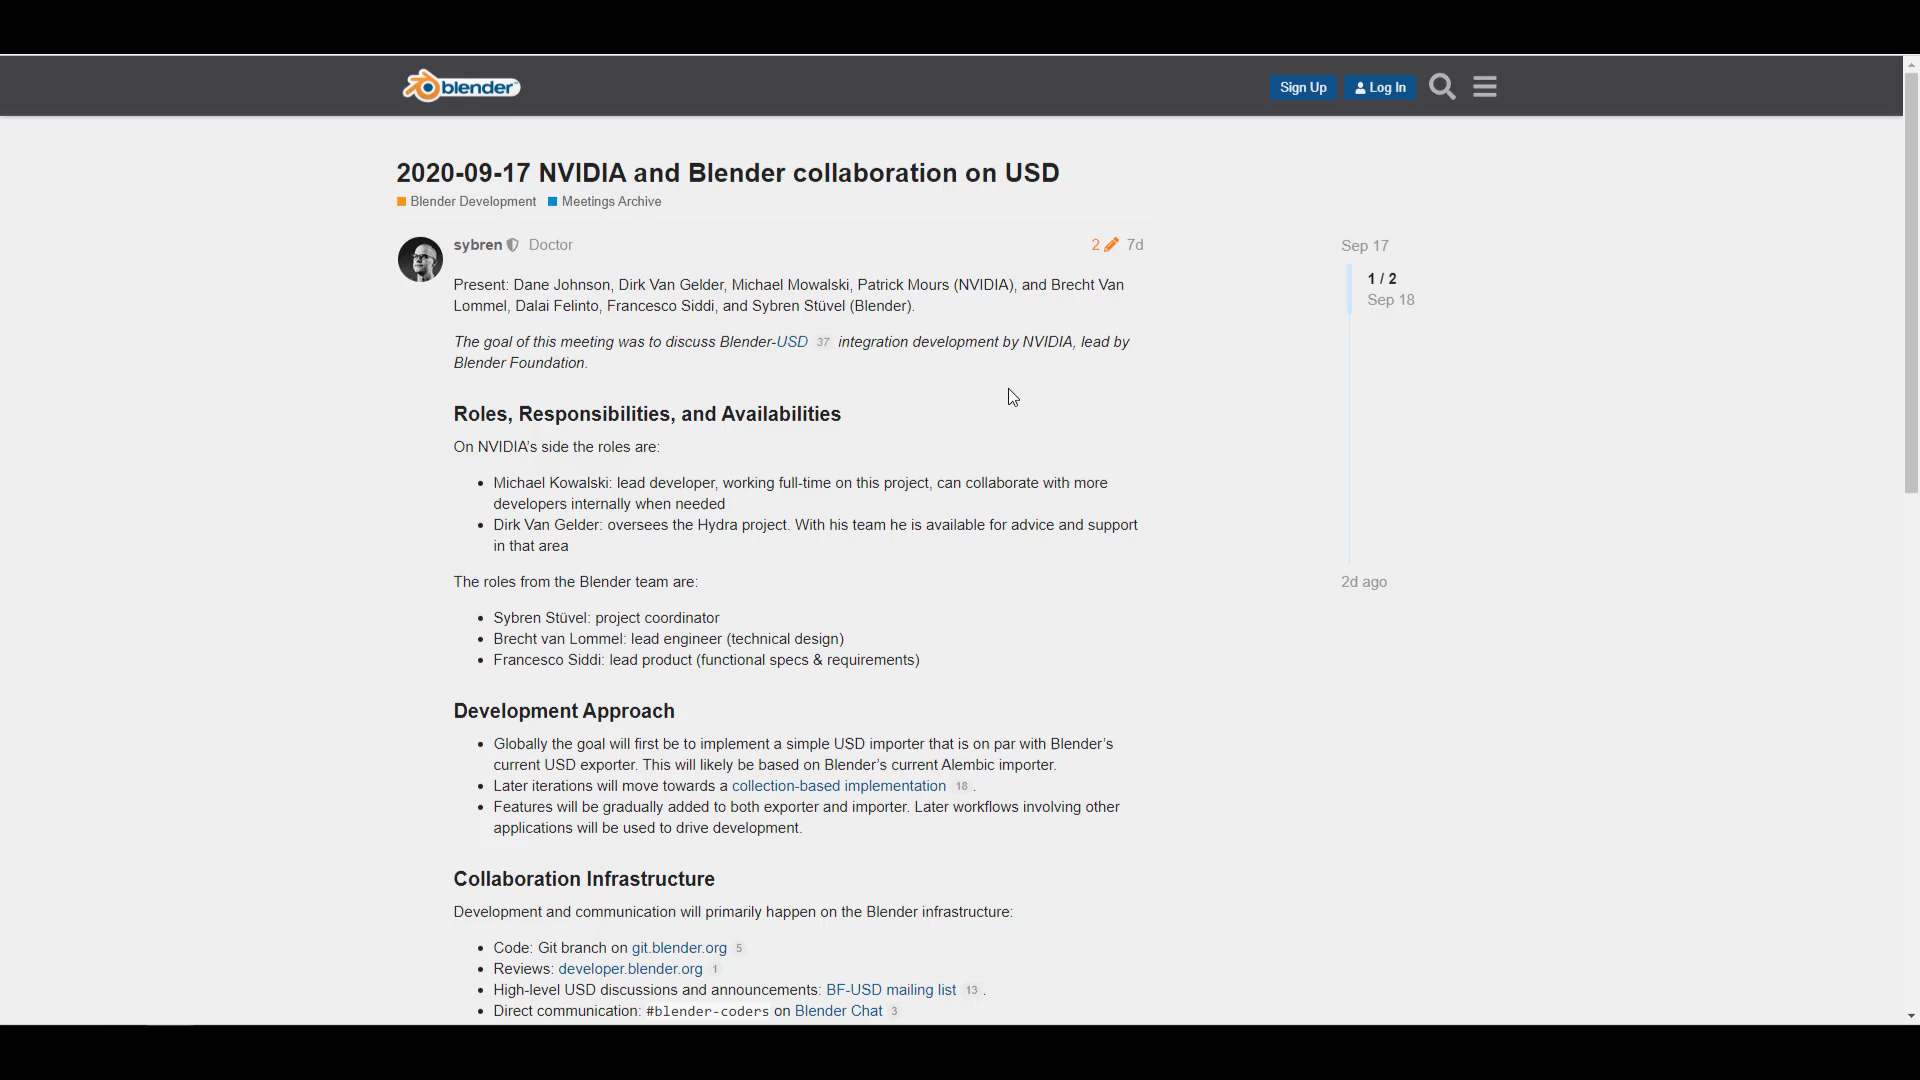 blender
Sign Up
Log In
2020-09-17 NVIDIA and Blender collaboration on USD
Blender Development Meetings Archive
sybren Doctor
2 7d
Sep 17
1 / 2
Sep 18
Present: Dane Johnson, Dirk Van Gelder, Michael Mowalski, Patrick Mours (NVIDIA), and Brecht Van
Lommel, Dalai Felinto, Francesco Siddi, and Sybren Stüvel (Blender).
The goal of this meeting was to discuss Blender-USD 37 integration development by NVIDIA, lead by
Blender Foundation.
Roles, Responsibilities, and Availabilities
On NVIDIA's side the roles are:
• Michael Kowalski: lead developer, working full-time on this project, can collaborate with more
developers internally when needed
• Dirk Van Gelder: oversees the Hydra project. With his team he is available for advice and support
in that area
The roles from the Blender team are:
2d ago
• Sybren Stüvel: project coordinator
• Brecht van Lommel: lead engineer (technical design)
• Francesco Siddi: lead product (functional specs & requirements)
Development Approach
• Globally the goal will first be to implement a simple USD importer that is on par with Blender's
current USD exporter. This will likely be based on Blender's current Alembic importer.
• Later iterations will move towards a collection-based implementation 18 .
• Features will be gradually added to both exporter and importer. Later workflows involving other
applications will be used to drive development.
Collaboration Infrastructure
Development and communication will primarily happen on the Blender infrastructure:
• Code: Git branch on git.blender.org 5
• Reviews: developer.blender.org 1
• High-level USD discussions and announcements: BF-USD mailing list 13 .
• Direct communication: #blender-coders on Blender Chat 3